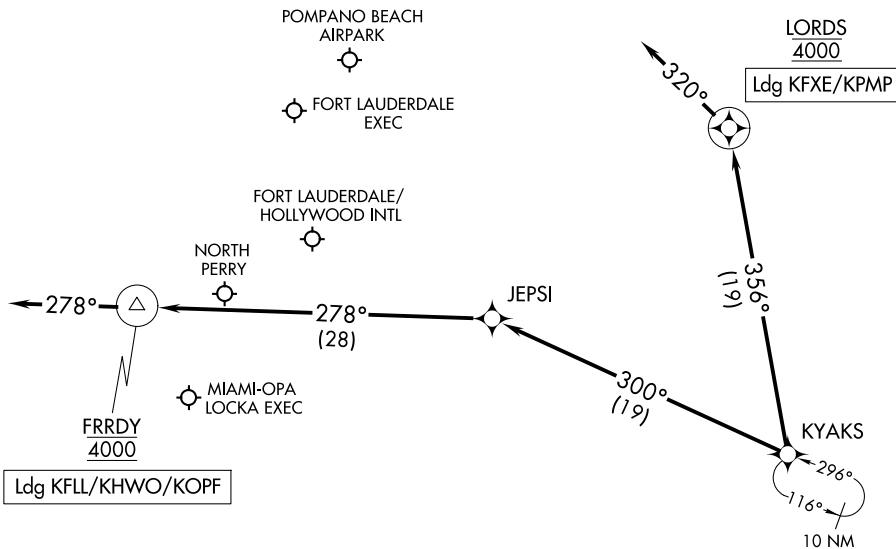 POMPANO BEACH
AIRPARK
FORT LAUDERDALE
EXEC
LORDS
4000
Ldg KFXE/KPMP
320°
FORT LAUDERDALE/
HOLLYWOOD INTL
NORTH
PERRY
356°
(19)
JEPSI
278°
278°
(28)
MIAMI-OPA
LOCKA EXEC
300°
(19)
FRRDY
4000
Ldg KFLL/KHWO/KOPF
KYAKS
296°
116°
10 NM